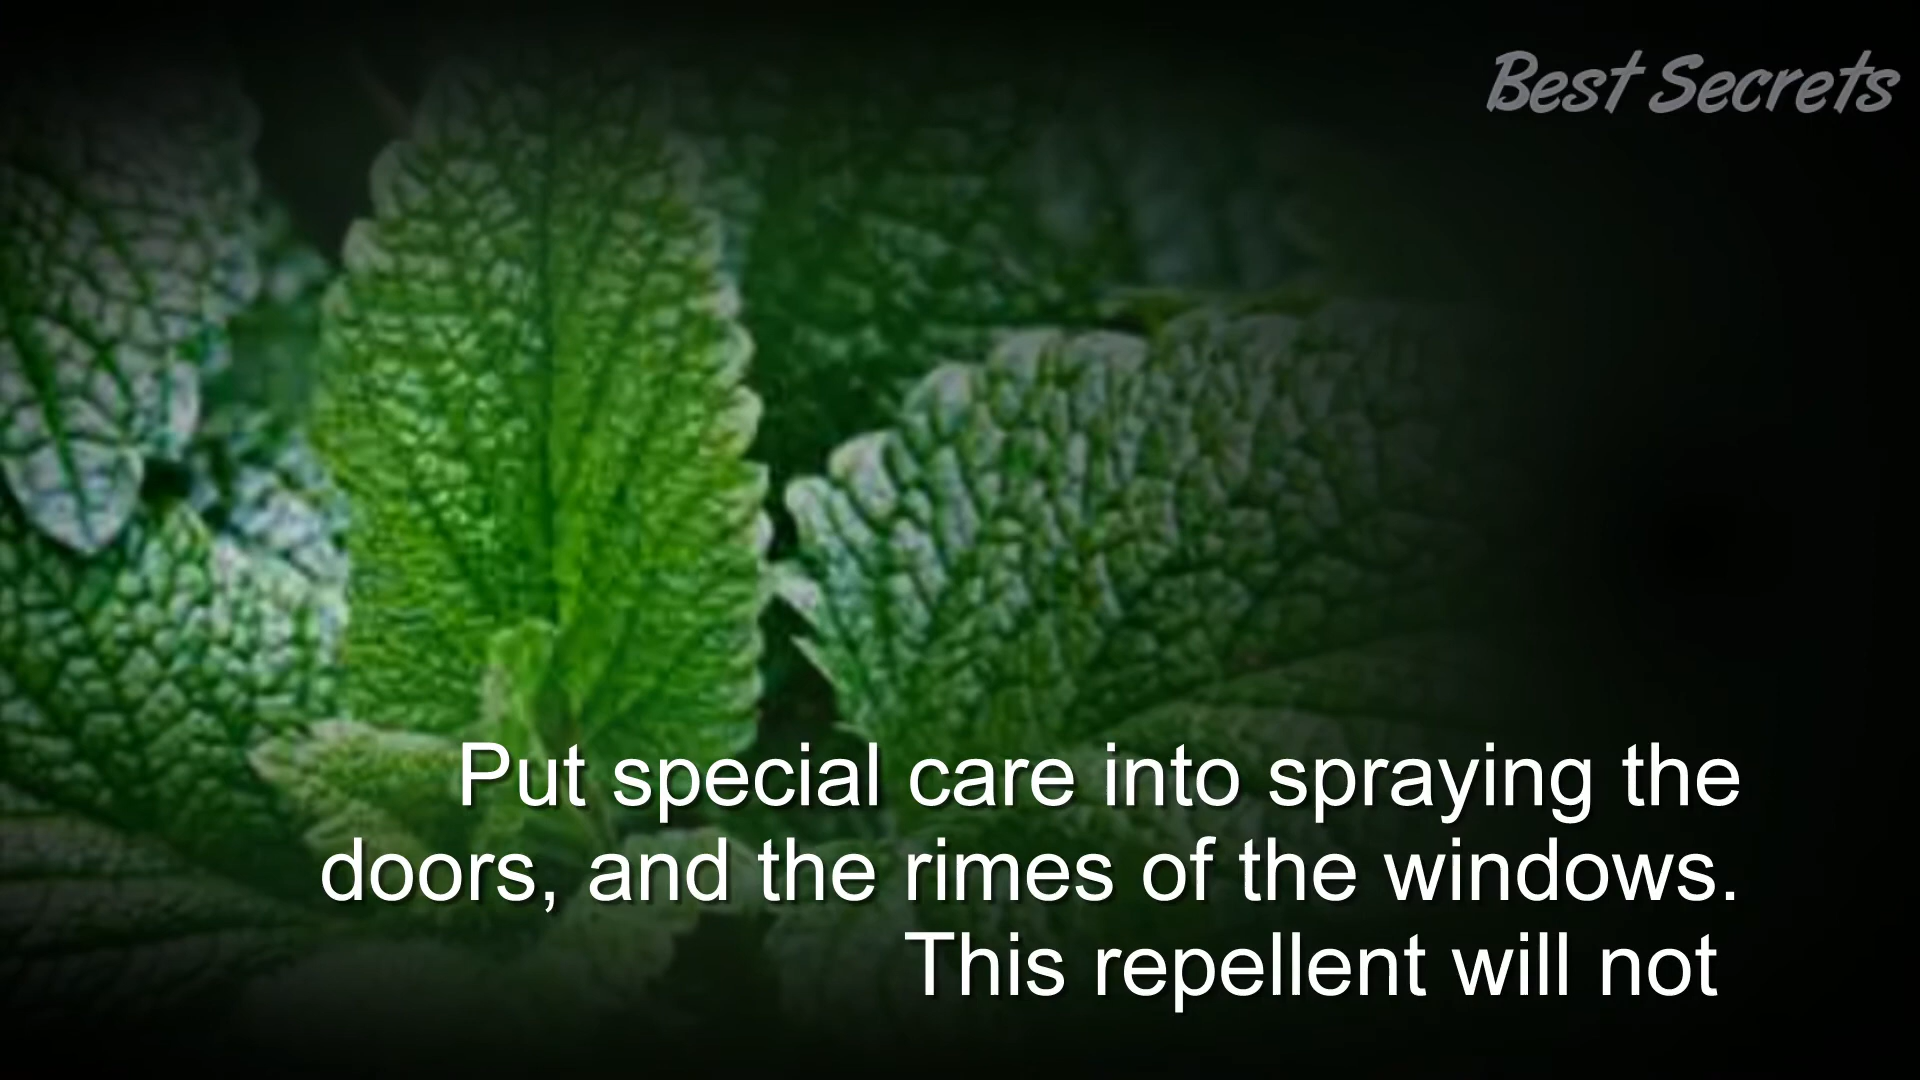 Best Secrets
Put special care into spraying the
doors, and the rimes of the windows.
This repellent will not